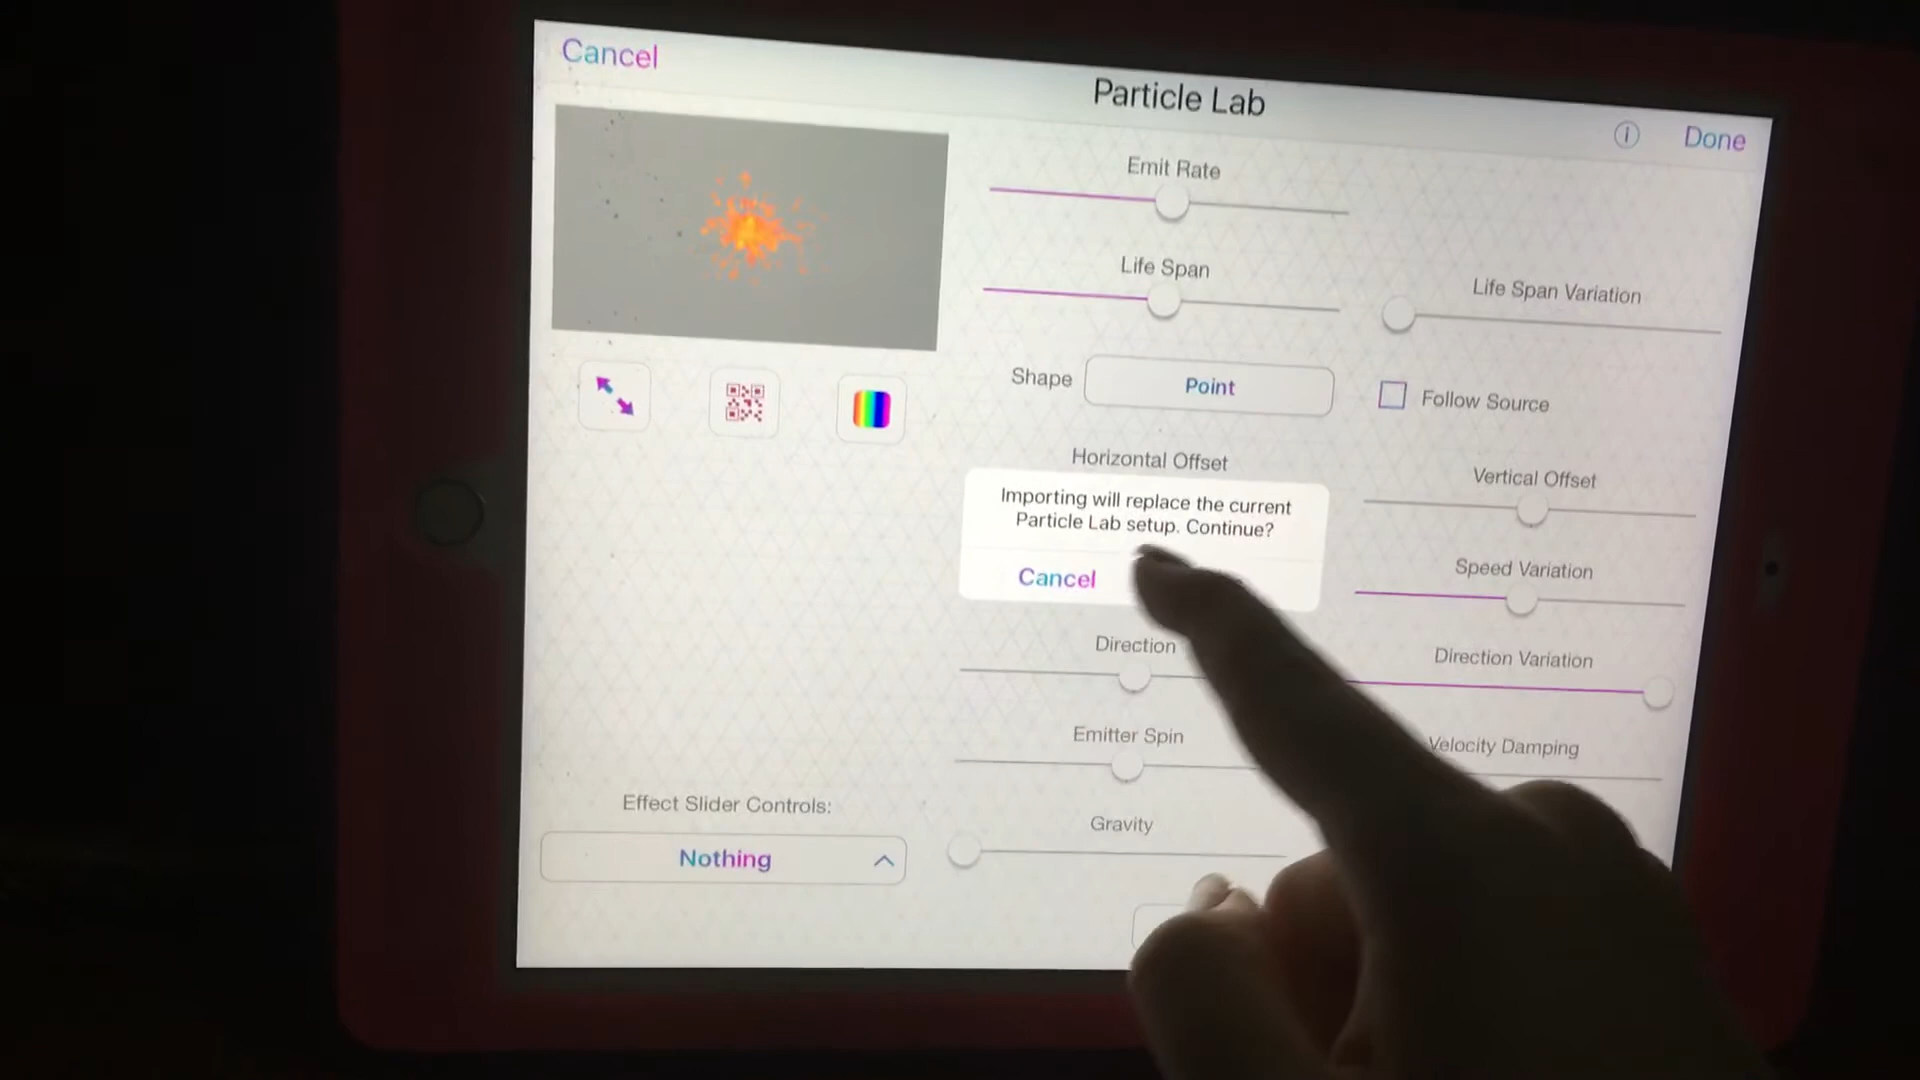 Cancel
Particle Lab
Done
Emit Rate
Life Span
Life Span Variation
Shape
Point
Follow Source
Horizontal Offset
Vertical Offset
Importing will replace the current
Particle Lab setup. Continue?
Cancel
Speed Variation
Direction
Direction Variation
Emitter Spin
Velocity Damping
Effect Slider Controls:
Nothing
Gravity